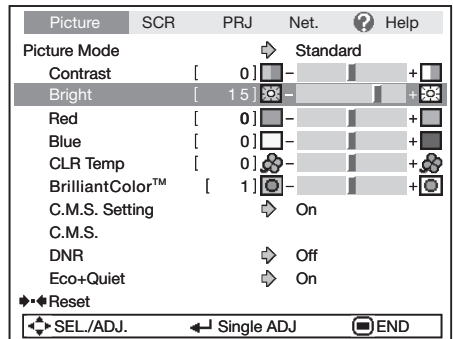 Picture SCR PRJ Net. ? Help
Picture Mode Standard
Contrast [ 0] - +
Bright [ 15] - +
Red [ 0] - +
Blue [ 0] - +
CLR Temp [ 0] - +
BrilliantColor™ [ 1] - +
C.M.S. Setting On
C.M.S.
DNR Off
Eco+Quiet On
Reset
SEL./ADJ. Single ADJ END